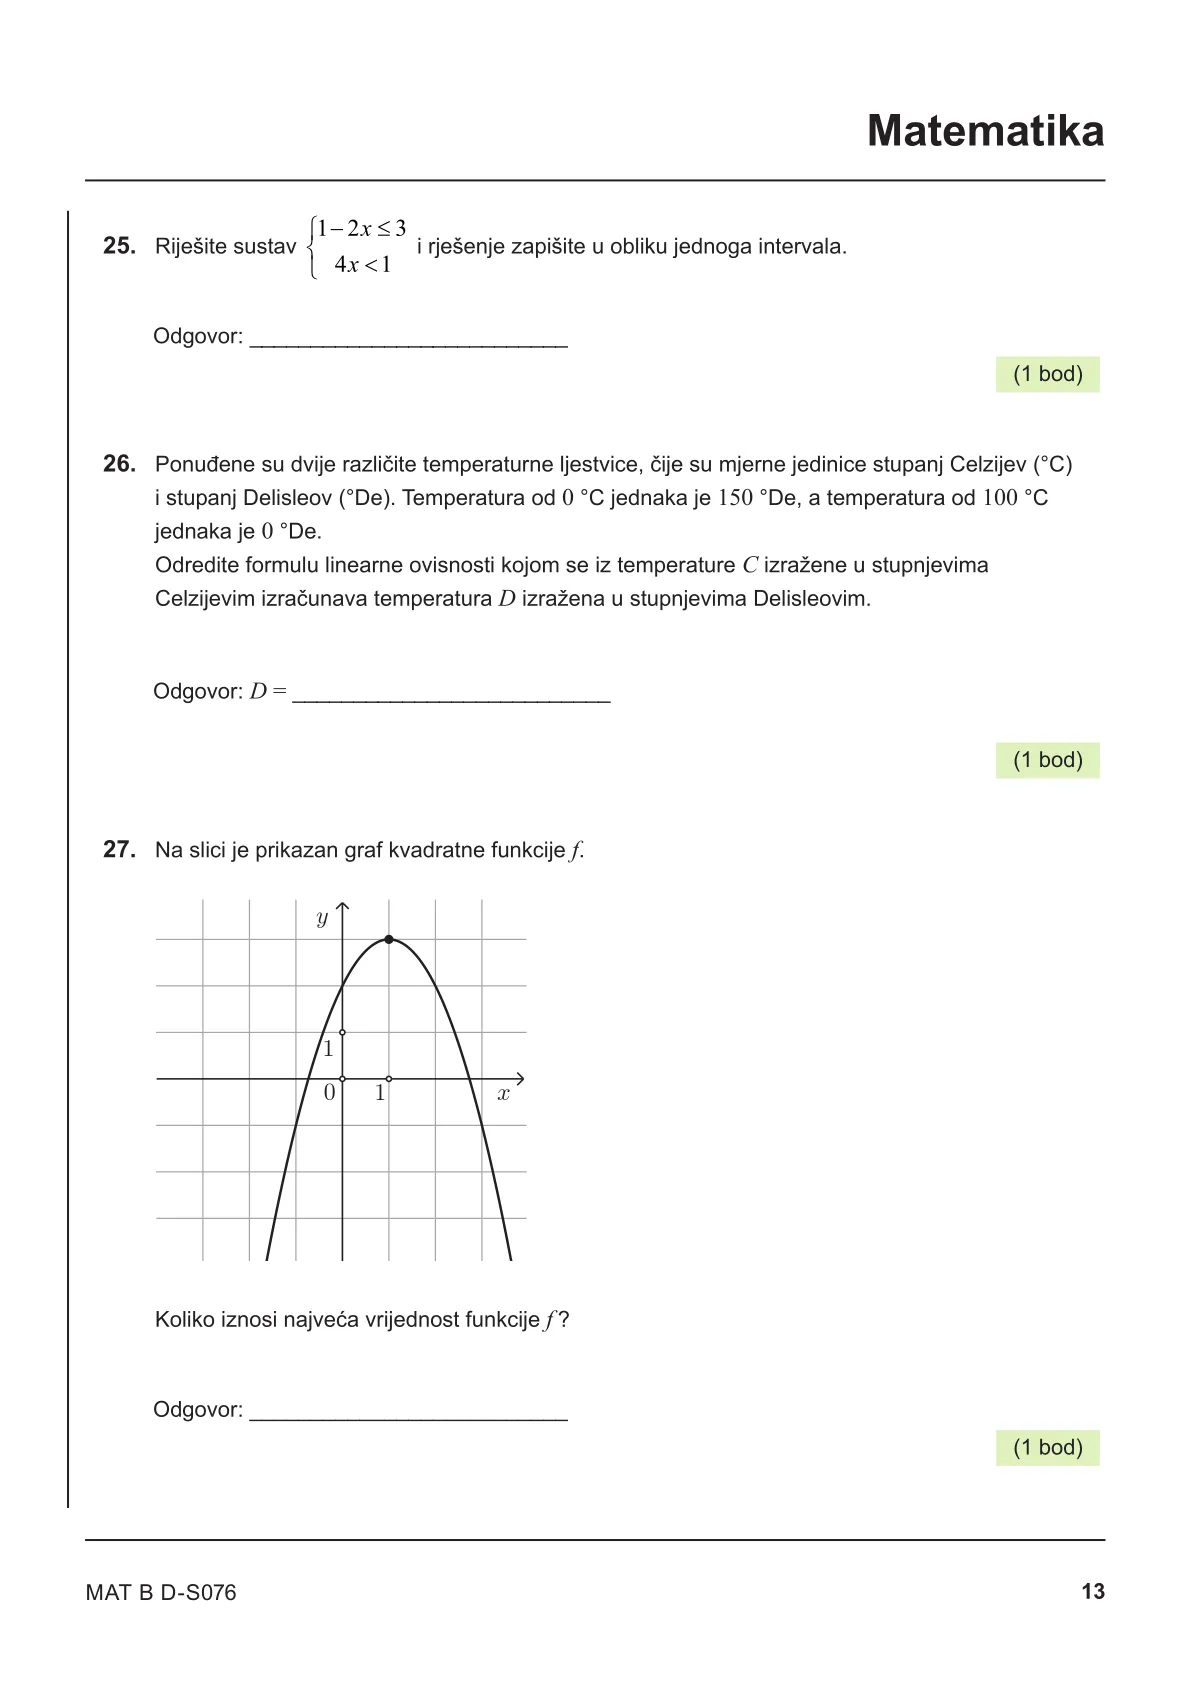 Matematika
25. Riješite sustav { 1 − 2x ≤ 3 i rješenje zapišite u obliku jednoga intervala.
4x < 1
Odgovor: __________________________
(1 bod)
26. Ponuđene su dvije različite temperaturne ljestvice, čije su mjerne jedinice stupanj Celzijev (°C)
i stupanj Delisleov (°De). Temperatura od 0 °C jednaka je 150 °De, a temperatura od 100 °C
jednaka je 0 °De.
Odredite formulu linearne ovisnosti kojom se iz temperature C izražene u stupnjevima
Celzijevim izračunava temperatura D izražena u stupnjevima Delisleovim.
Odgovor: D = __________________________
(1 bod)
27. Na slici je prikazan graf kvadratne funkcije f.
y
1
0 1 x
Koliko iznosi najveća vrijednost funkcije f ?
Odgovor: __________________________
(1 bod)
MAT B D-S076 13